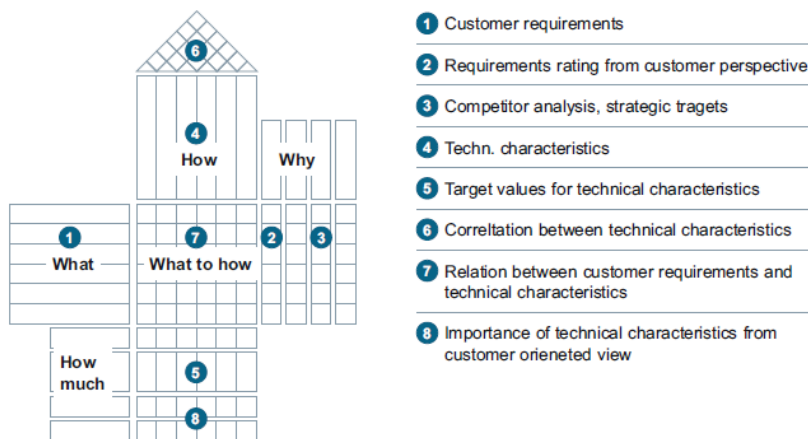 6
4
How
Why
1
What
7
What to how
2
3
How
much
5
8
1 Customer requirements
2 Requirements rating from customer perspective
3 Competitor analysis, strategic tragets
4 Techn. characteristics
5 Target values for technical characteristics
6 Correltation between technical characteristics
7 Relation between customer requirements and
technical characteristics
8 Importance of technical characteristics from
customer orieneted view